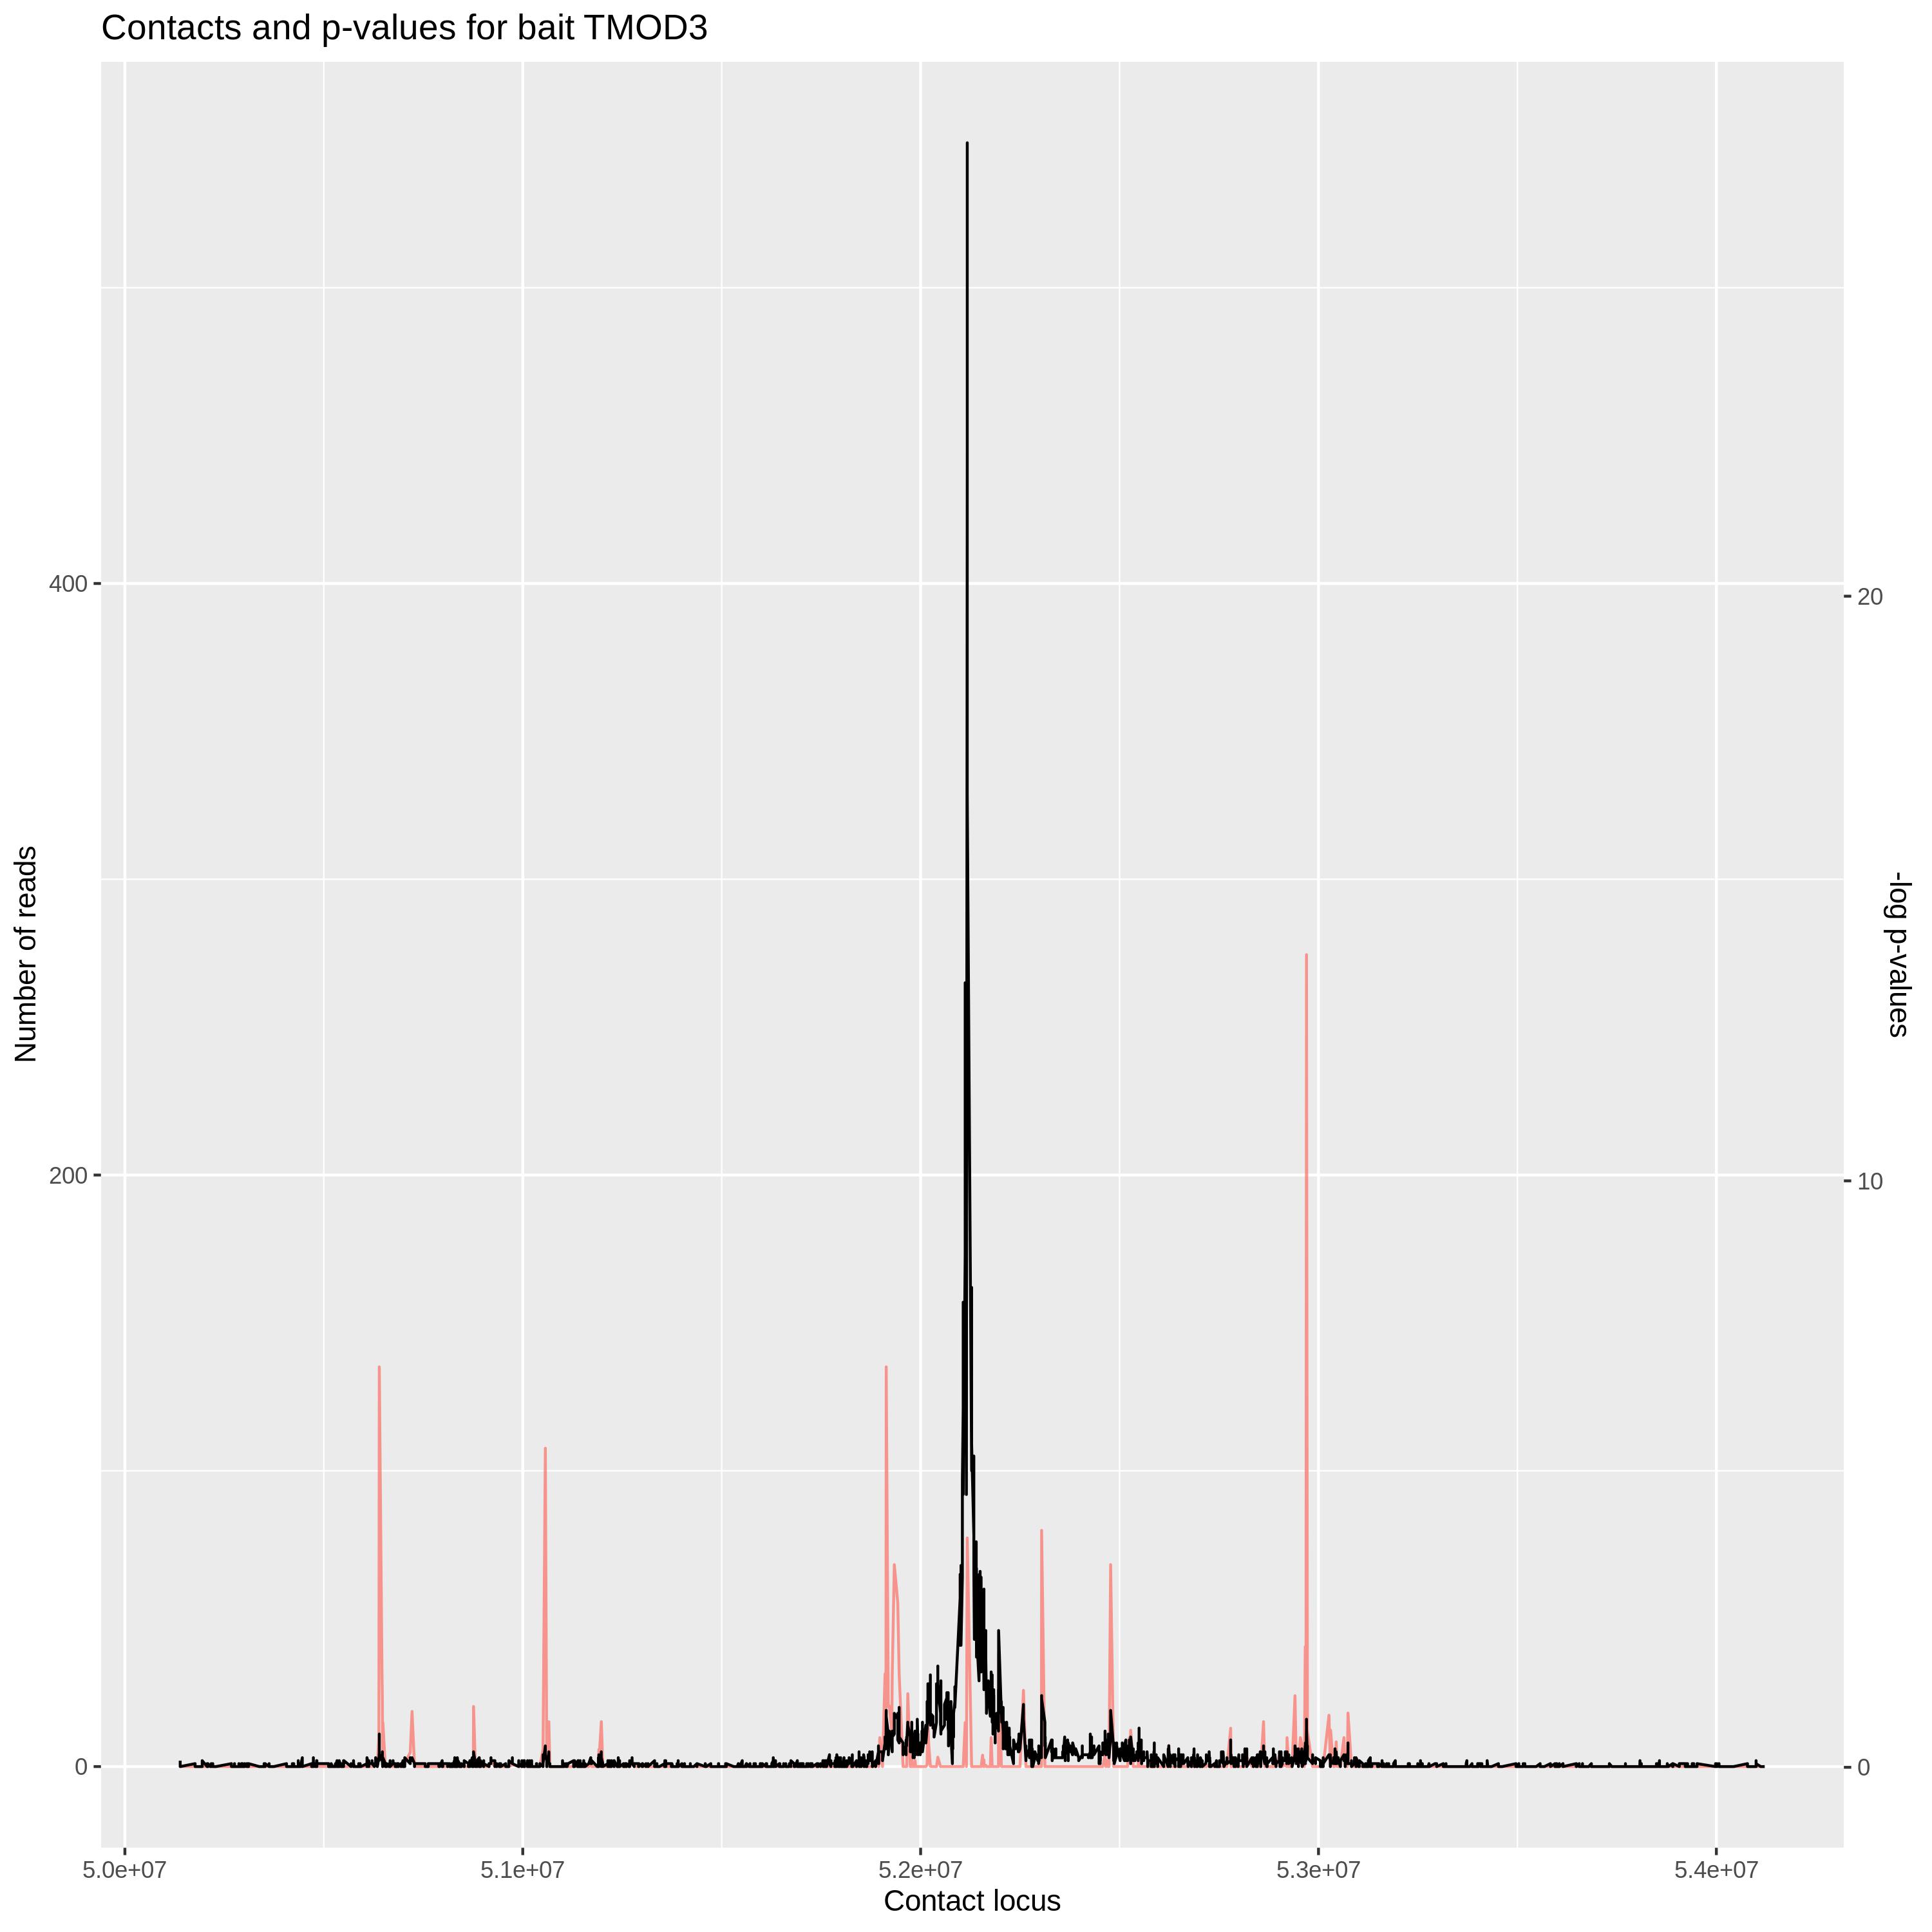 Contacts and p-values for bait TMOD3
Number of reads
400
200
0
20
10
0
-log p-values
5.0e+07
5.1e+07
5.2e+07
5.3e+07
5.4e+07
Contact locus